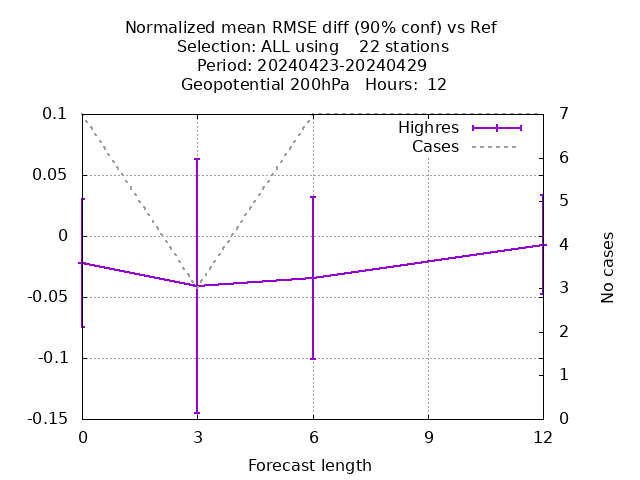 Normalized mean RMSE diff (90% conf) vs Ref
Selection: ALL using    22 stations
Period: 20240423-20240429
Geopotential 200hPa   Hours:  12
Highres
Cases
0.1
0.05
0
-0.05
-0.1
-0.15
7
6
5
4
3
2
1
0
No cases
0
3
6
9
12
Forecast length